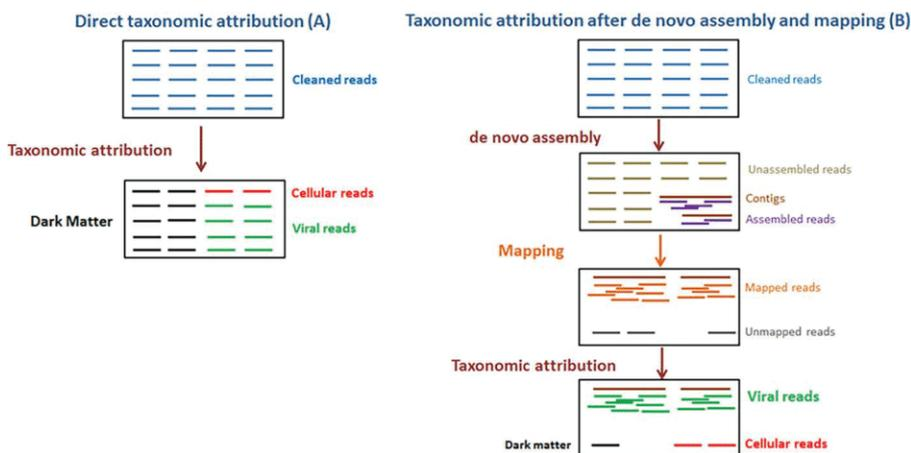 Direct taxonomic attribution (A)
Cleaned reads
Taxonomic attribution
Cellular reads
Dark Matter
Viral reads
Taxonomic attribution after de novo assembly and mapping (B)
Cleaned reads
de novo assembly
Unassembled reads
Contigs
Assembled reads
Mapping
Mapped reads
Unmapped reads
Taxonomic attribution
Viral reads
Dark matter
Cellular reads